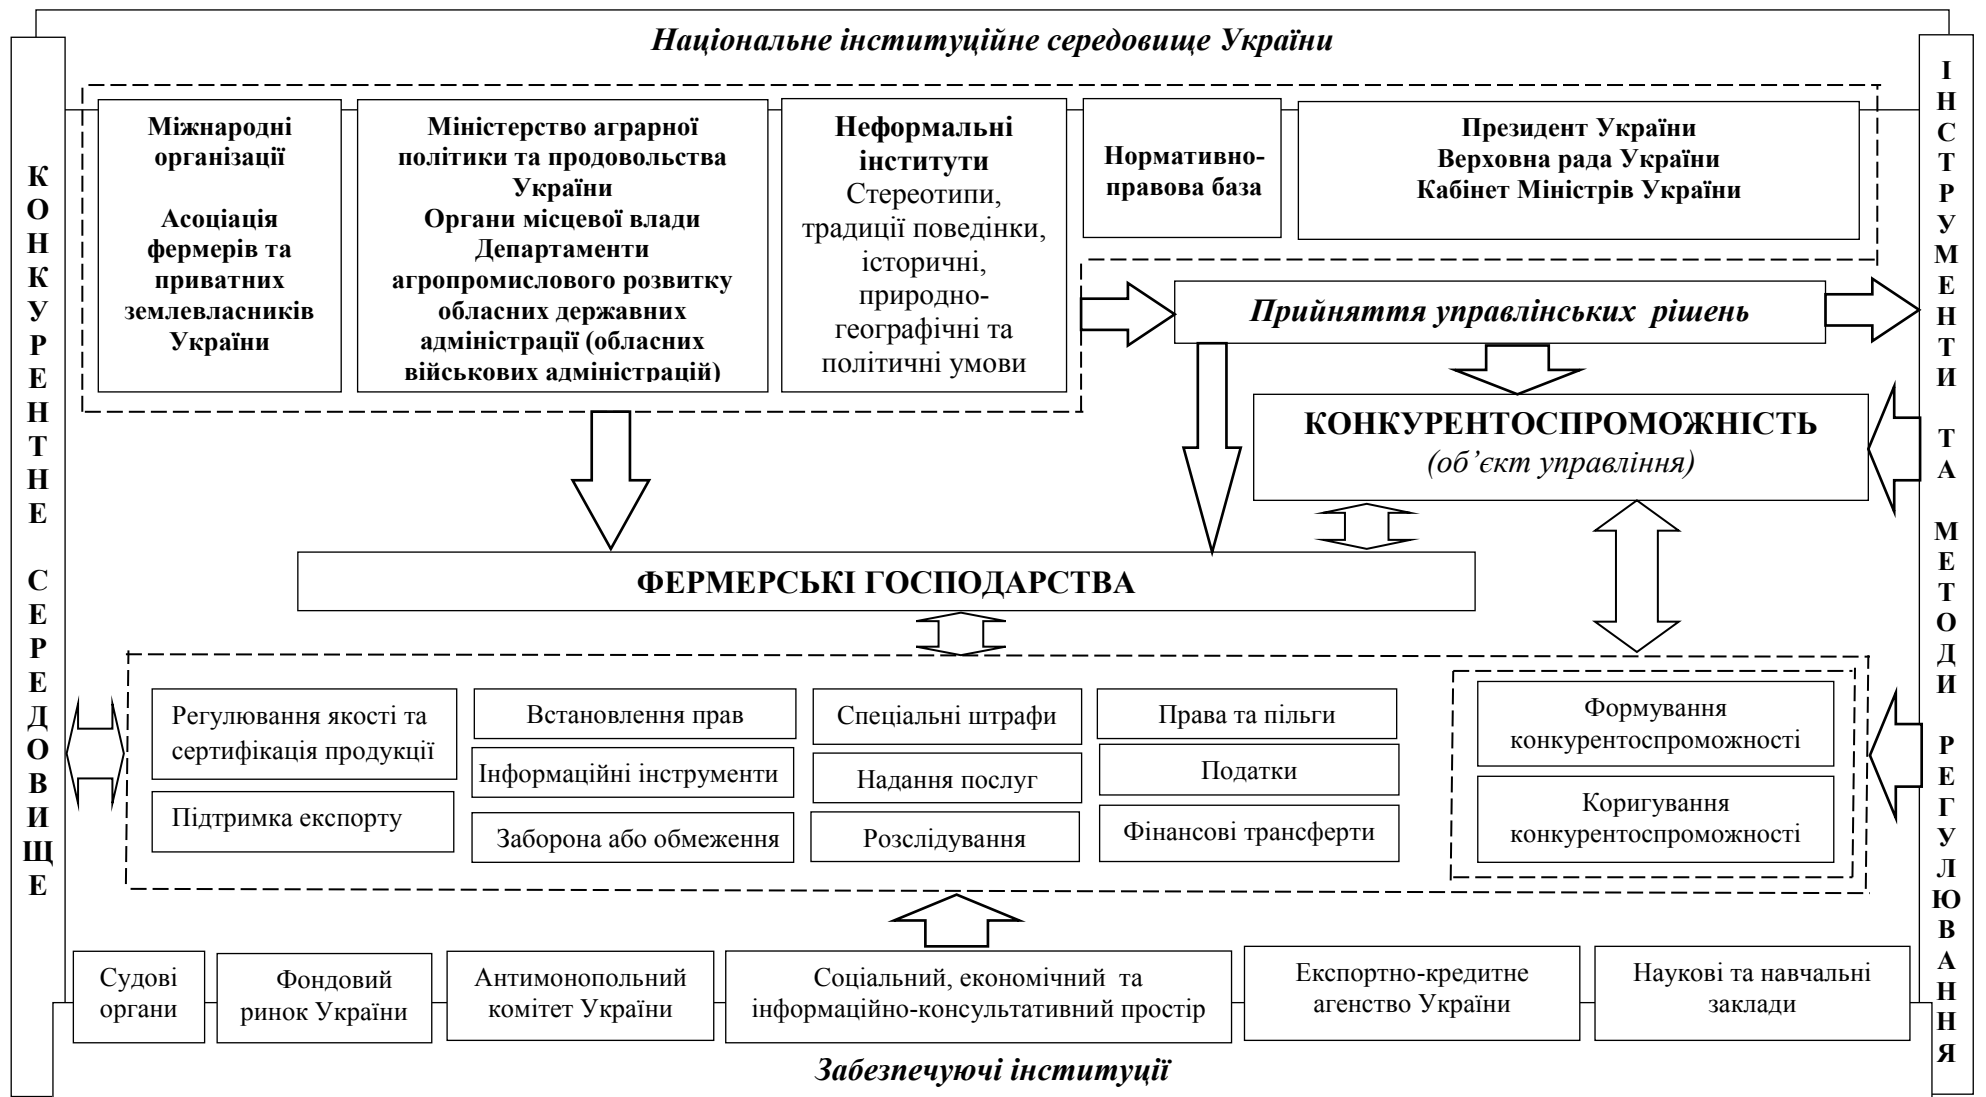 Національне інституційне середовище України
КОНКУРЕНТНЕ СЕРЕДОВИЩЕ
Міжнародні
організації
Асоціація
фермерів та
приватних
землевласників
України
Міністерство аграрної
політики та продовольства
України
Органи місцевої влади
Департаменти
агропромислового розвитку
обласних державних
адміністрації (обласних
військових адміністрацій)
Неформальні
інститути
Стереотипи,
традиції поведінки,
історичні,
природно-
географічні та
політичні умови
Нормативно-
правова база
Президент України
Верховна рада України
Кабінет Міністрів України
ІНСТРУМЕНТИ ТА МЕТОДИ РЕГУЛЮВАННЯ
Прийняття управлінських рішень
КОНКУРЕНТОСПРОМОЖНІСТЬ
(об’єкт управління)
ФЕРМЕРСЬКІ ГОСПОДАРСТВА
Регулювання якості та
сертифікація продукції
Підтримка експорту
Встановлення прав
Інформаційні інструменти
Заборона або обмеження
Спеціальні штрафи
Надання послуг
Розслідування
Права та пільги
Податки
Фінансові трансферти
Формування
конкурентоспроможності
Коригування
конкурентоспроможності
Судові
органи
Фондовий
ринок України
Антимонопольний
комітет України
Соціальний, економічний та
інформаційно-консультативний простір
Експортно-кредитне
агенство України
Наукові та навчальні
заклади
Забезпечуючі інституції